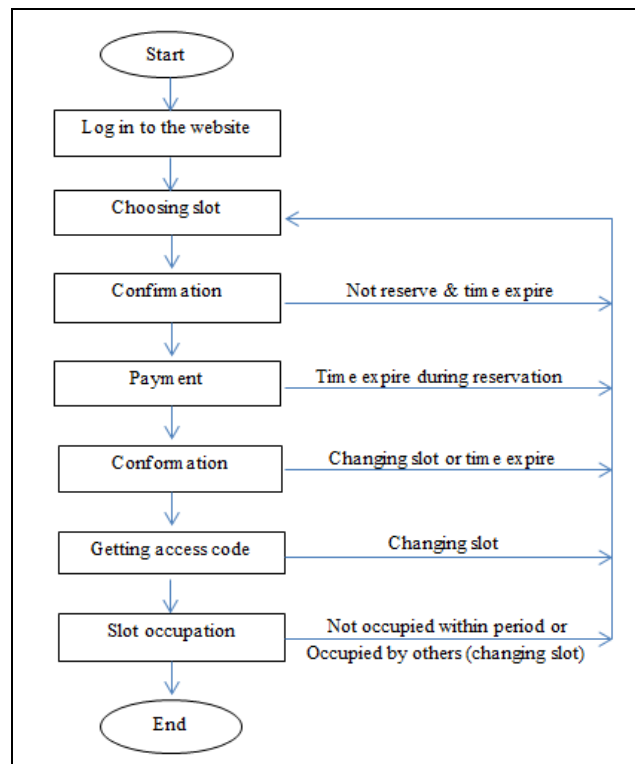 Start
Log in to the website
Choosing slot
Confirmation
Not reserve & time expire
Payment
Time expire during reservation
Conformation
Changing slot or time expire
Getting access code
Changing slot
Slot occupation
Not occupied within period or
Occupied by others (changing slot)
End